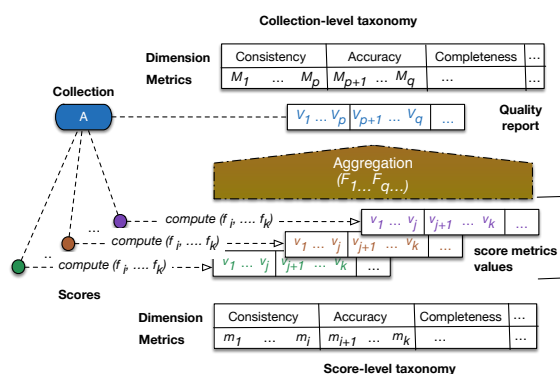 Collection-level taxonomy
Dimension Consistency Accuracy Completeness ...
Metrics M1 ... Mp Mp+1 ... Mq ... ...
Collection
A
V1 ... Vp Vp+1 ... Vq ...
Quality
report
Aggregation
(F1...Fq...)
compute (fi, .... fk) v1 ... vj vj+1 ... vk ...
...
compute (fi, .... fk) v1 ... vj vj+1 ... vk ...
..
compute (fi, .... fk) v1 ... vj vj+1 ... vk ...
score metrics
values
Scores
Dimension Consistency Accuracy Completeness ...
Metrics m1 ... mi mi+1 ... mk ... ...
Score-level taxonomy